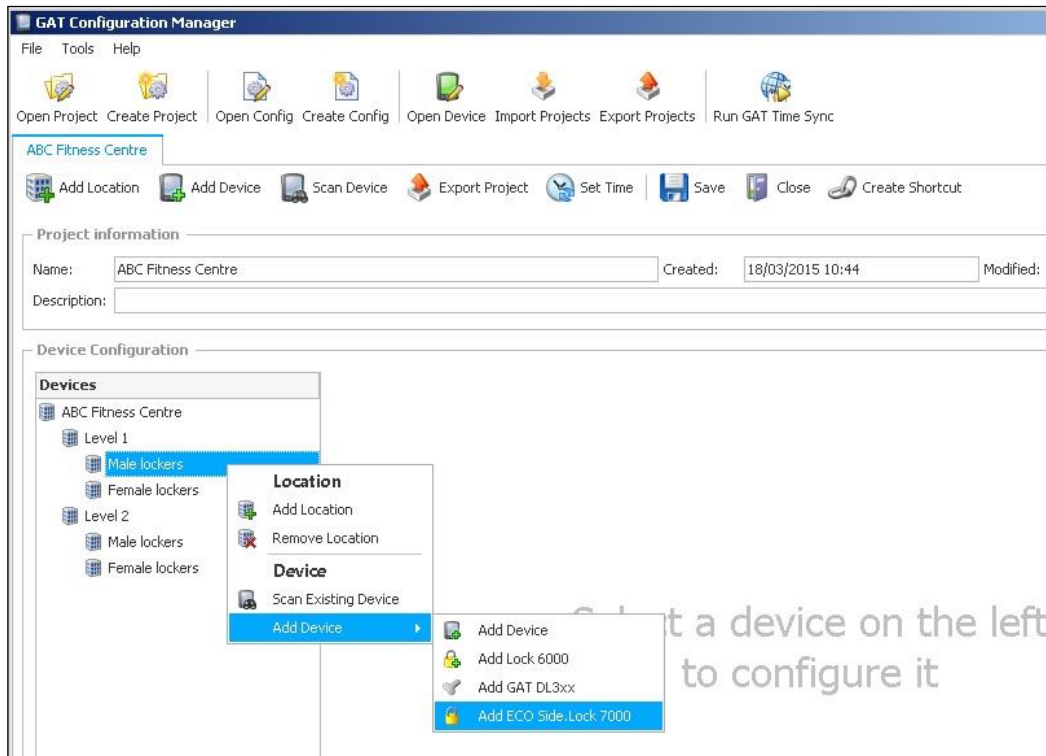 GAT Configuration Manager
File Tools Help
Open Project Create Project Open Config Create Config Open Device Import Projects Export Projects Run GAT Time Sync
ABC Fitness Centre
Add Location Add Device Scan Device Export Project Set Time Save Close Create Shortcut
Project information
Name: ABC Fitness Centre Created: 18/03/2015 10:44 Modified:
Description:
Device Configuration
Devices
ABC Fitness Centre
Level 1
Male lockers
Female lockers
Level 2
Male lockers
Female lockers
Location
Add Location
Remove Location
Device
Scan Existing Device
Add Device
Add Device
Add Lock 6000
Add GAT DL3xx
Add ECO Side.Lock 7000
a device on the left
to configure it